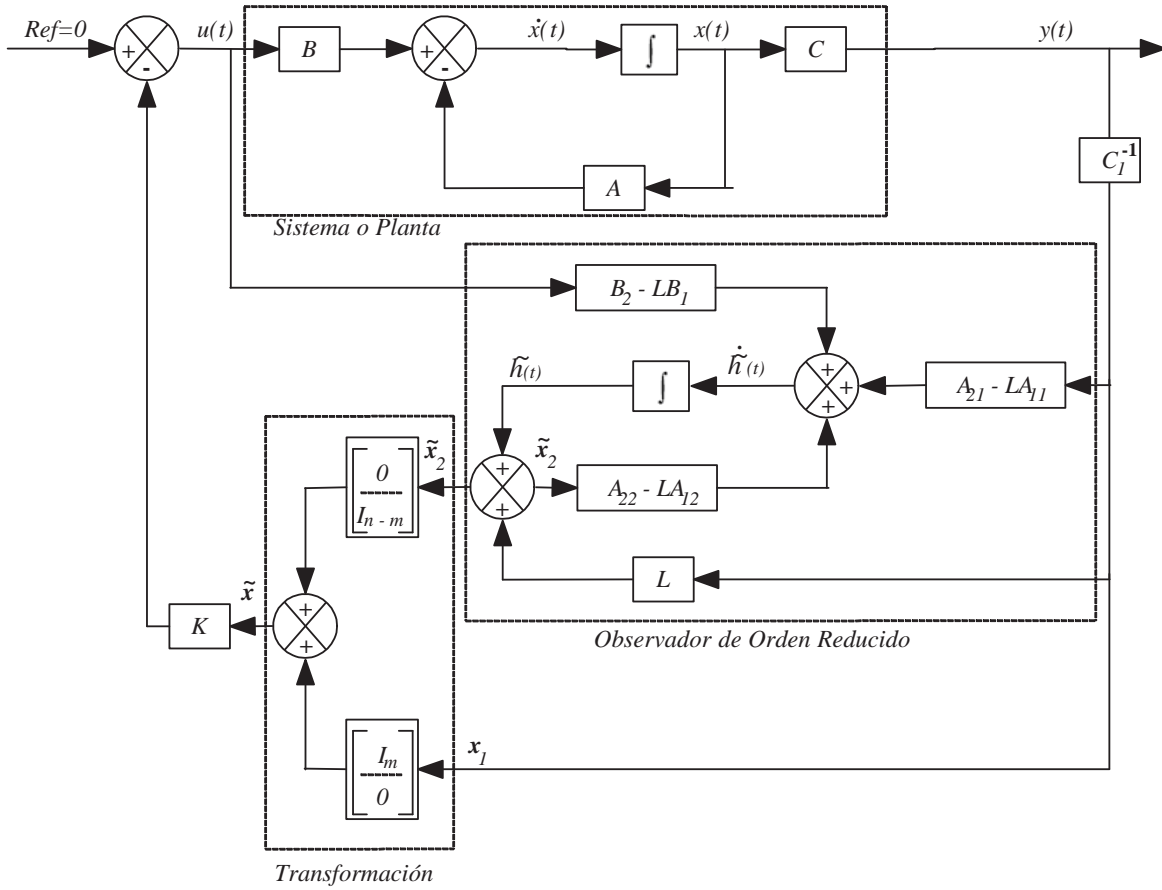 Ref=0
+
-
u(t)
B
+
-
ẋ(t)
∫
x(t)
C
y(t)
A
C₁⁻¹
Sistema o Planta
B₂ - LB₁
h̃(t)
∫
ḣ̃(t)
+
+
+
A₂₁ - LA₁₁
x̃₂
+
+
x̃₂
A₂₂ - LA₁₂
0
Iₙ₋ₘ
L
x̃
K
+
+
Observador de Orden Reducido
Iₘ
0
x₁
Transformación